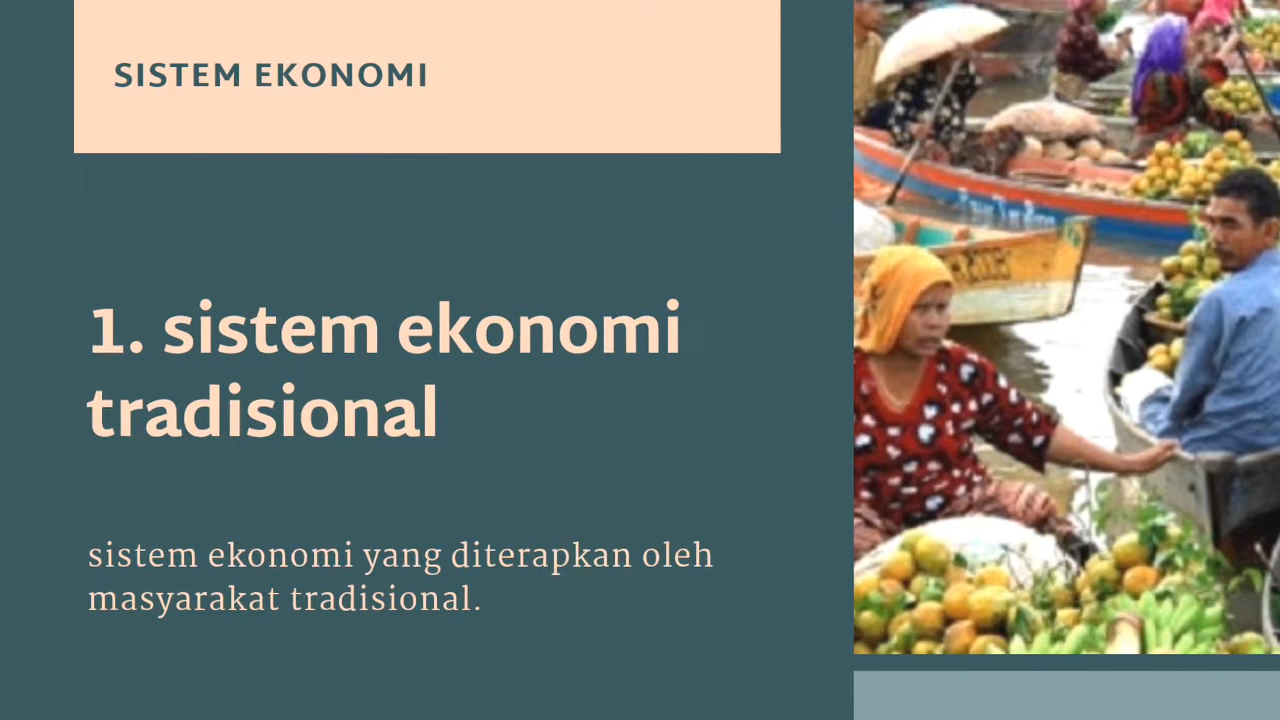 SISTEM EKONOMI
1. sistem ekonomi
tradisional
sistem ekonomi yang diterapkan oleh
masyarakat tradisional.